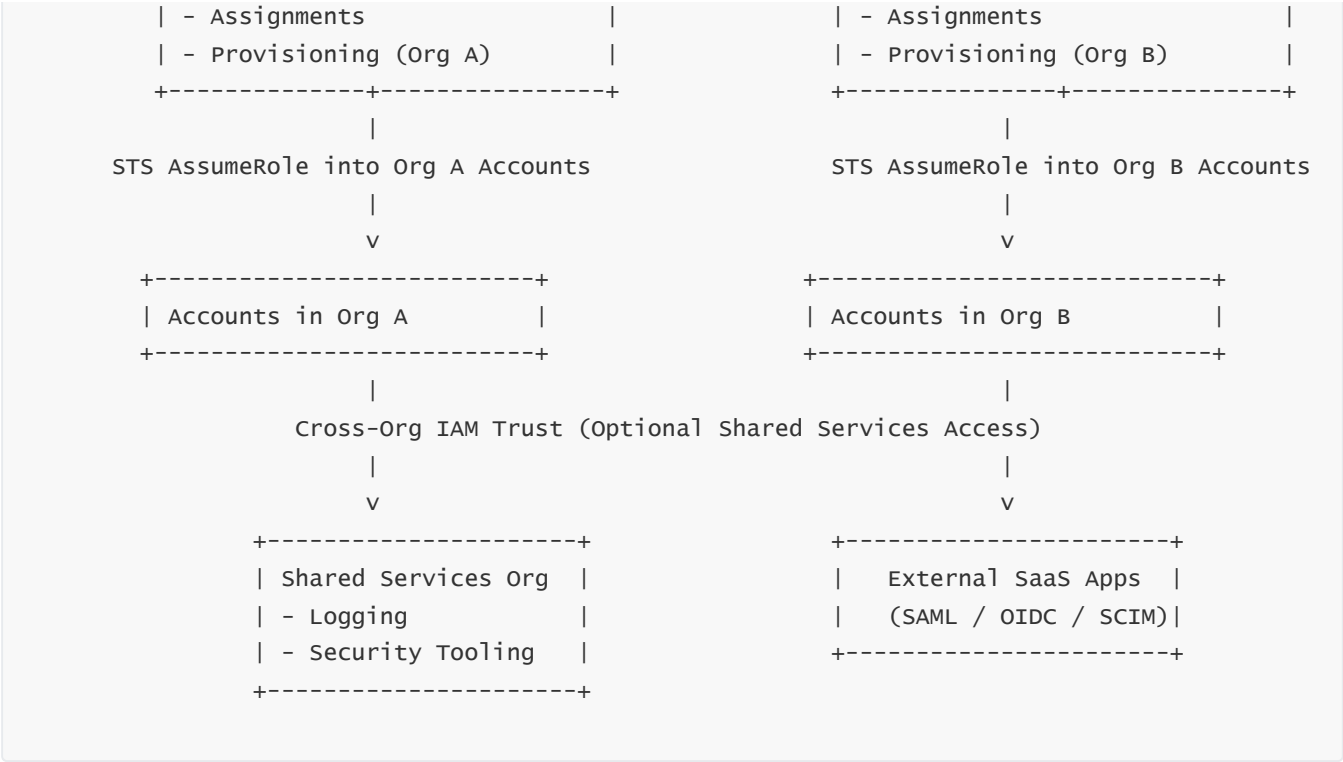 | - Assignments | | - Assignments |
| - Provisioning (Org A) | | - Provisioning (Org B) |
+---------------+----------------+ +---------------+---------------+
| |
STS AssumeRole into Org A Accounts STS AssumeRole into Org B Accounts
| |
v v
+---------------------------+ +----------------------------+
| Accounts in Org A | | Accounts in Org B |
+---------------------------+ +----------------------------+
| |
Cross-Org IAM Trust (Optional Shared Services Access)
| |
v v
+----------------------+ +-----------------------+
| Shared Services Org | | External SaaS Apps |
| - Logging | | (SAML / OIDC / SCIM)|
| - Security Tooling | +-----------------------+
+----------------------+